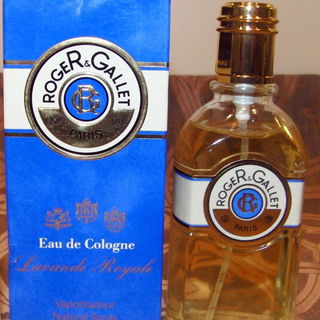 ROGER & GALLET
RG
PARIS
Eau de Cologne
Lavande Royale
Vaporisateur
Natural Spray
ROGER & GALLET
RG
PARIS